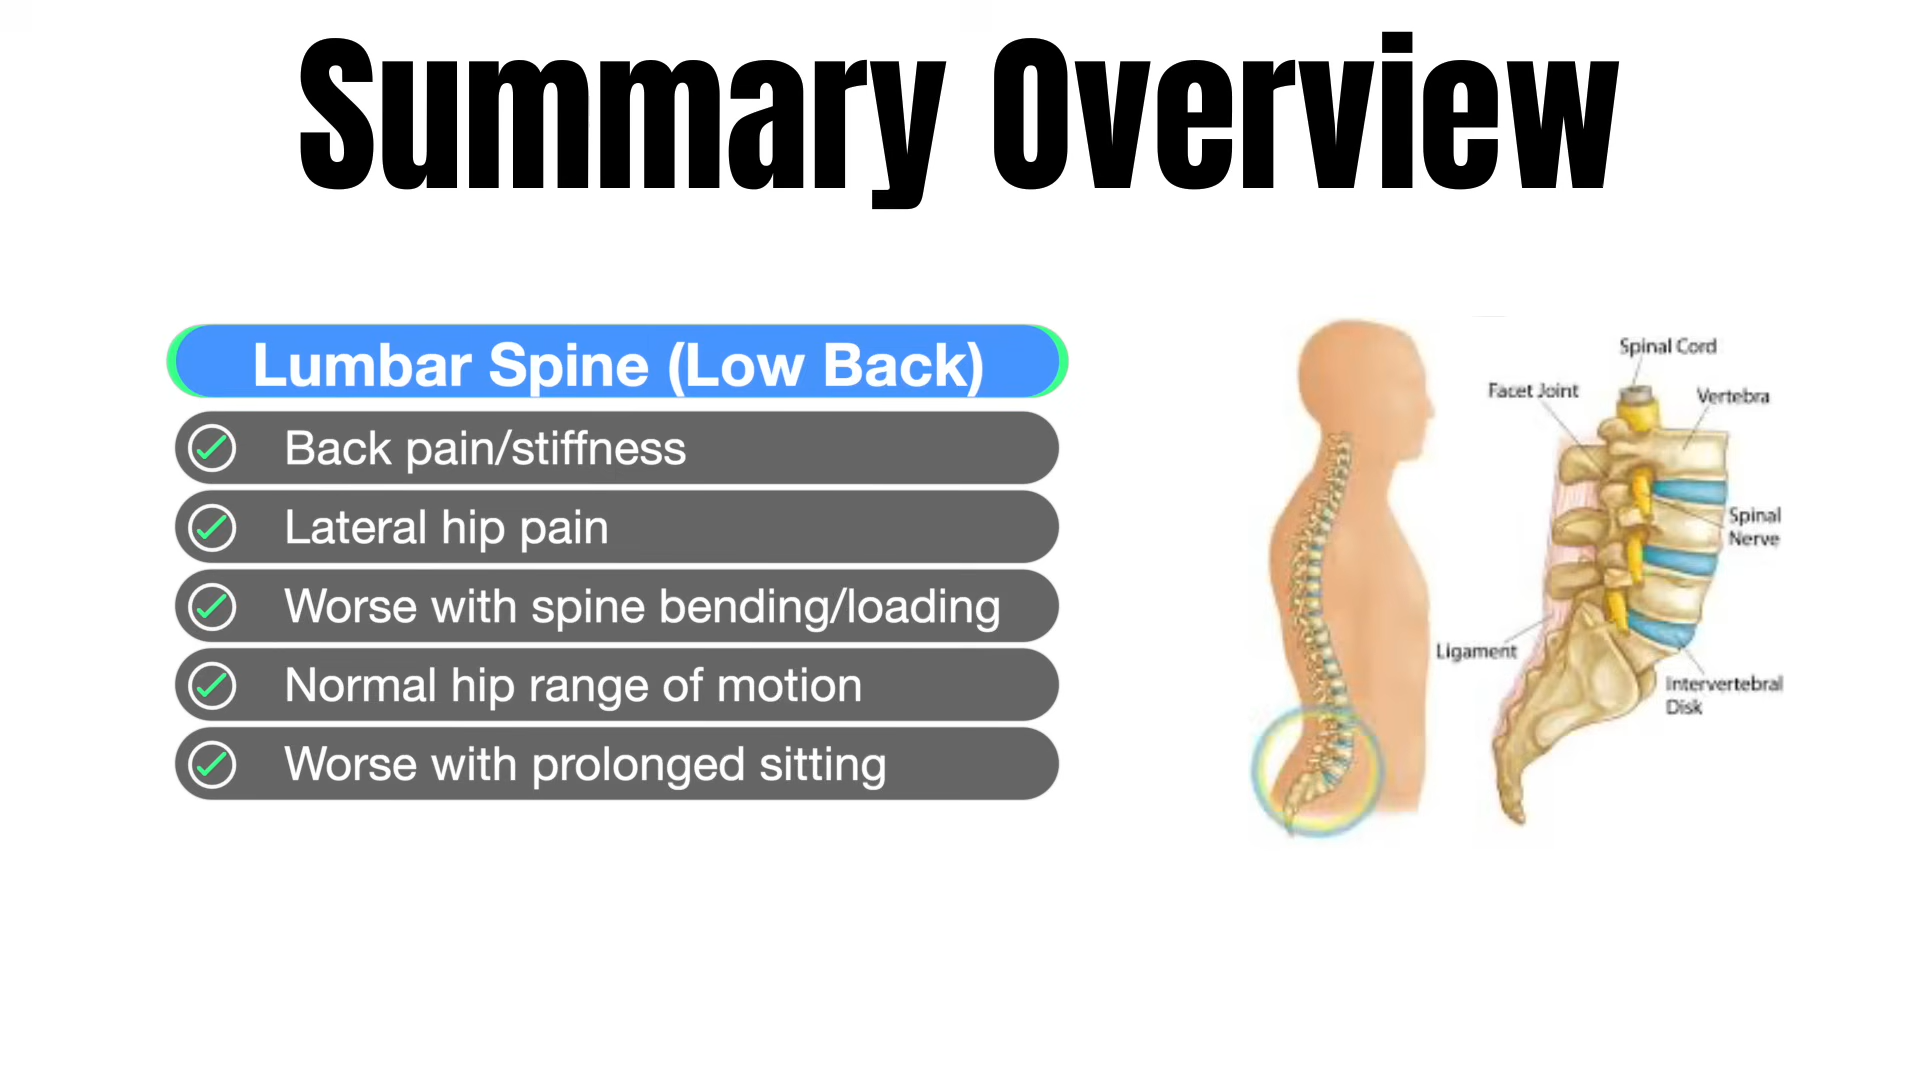 Summary Overview
Lumbar Spine (Low Back)
Back pain/stiffness
Lateral hip pain
Worse with spine bending/loading
Normal hip range of motion
Worse with prolonged sitting
Spinal Cord
Facet Joint
Vertebra
Spinal
Nerve
Ligament
Intervertebral
Disk